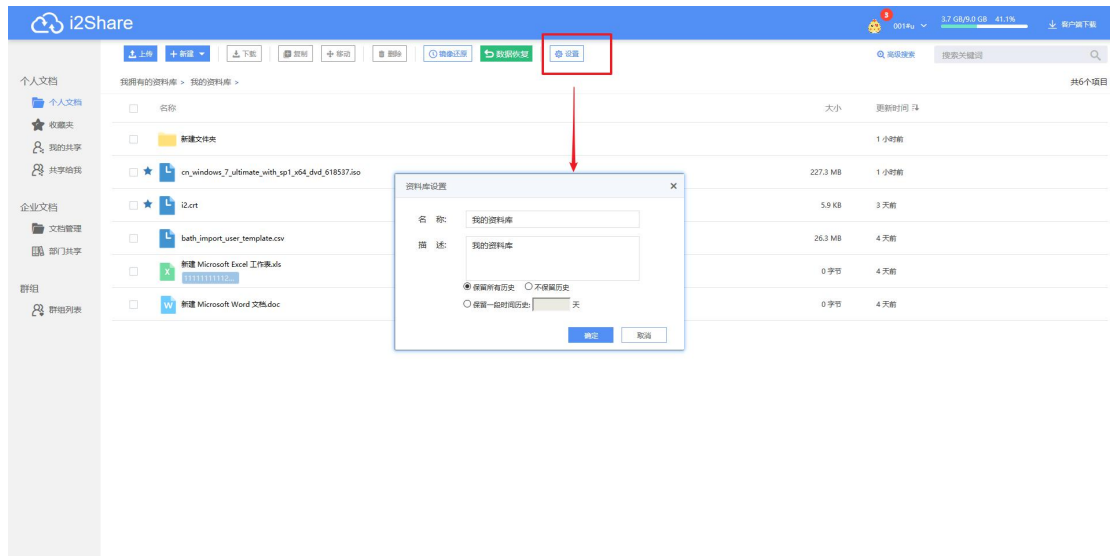 i2Share
3
001#u
3.7 GB/9.0 GB 41.1%
客户端下载
上传
+ 新建
下载
复制
移动
删除
镜像还原
数据恢复
设置
高级搜索
搜索关键词
个人文档
个人文档
收藏夹
我的共享
共享给我
企业文档
文档管理
部门共享
群组
群组列表
我拥有的资料库 > 我的资料库 >
共6个项目
名称 大小 更新时间
新建文件夹 1 小时前
cn_windows_7_ultimate_with_sp1_x64_dvd_618537.iso 227.3 MB 1 小时前
i2.crt 5.9 KB 3 天前
bath_import_user_template.csv 26.3 MB 4 天前
新建 Microsoft Excel 工作表.xls 0 字节 4 天前
11111111112...
新建 Microsoft Word 文档.doc 0 字节 4 天前
资料库设置 ×
名 称: 我的资料库
描 述: 我的资料库
保留所有历史 不保留历史
保留一段时间历史: 天
确定 取消